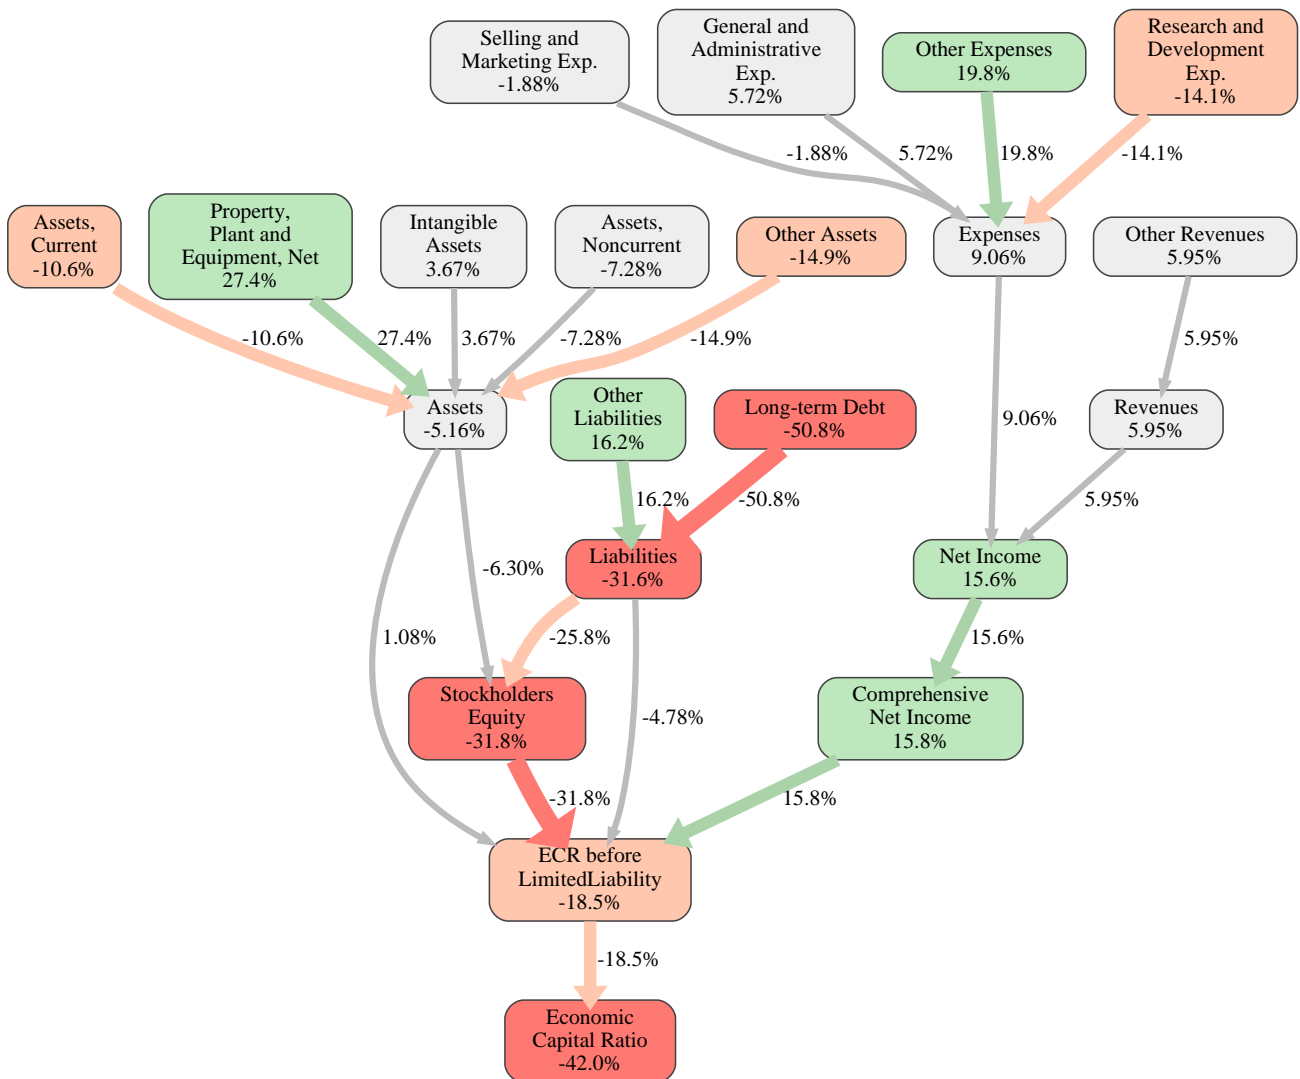 Selling and
Marketing Exp.
-1.88%
General and
Administrative
Exp.
5.72%
Other Expenses
19.8%
Research and
Development
Exp.
-14.1%
-1.88%
5.72%
19.8%
-14.1%
Assets,
Current
-10.6%
Property,
Plant and
Equipment, Net
27.4%
Intangible
Assets
3.67%
Assets,
Noncurrent
-7.28%
Other Assets
-14.9%
Expenses
9.06%
Other Revenues
5.95%
-10.6%
27.4%
3.67%
-7.28%
-14.9%
5.95%
Assets
-5.16%
Other
Liabilities
16.2%
Long-term Debt
-50.8%
9.06%
Revenues
5.95%
16.2%
-50.8%
5.95%
Liabilities
-31.6%
Net Income
15.6%
-6.30%
1.08%
-25.8%
15.6%
Stockholders
Equity
-31.8%
-4.78%
Comprehensive
Net Income
15.8%
-31.8%
15.8%
ECR before
LimitedLiability
-18.5%
-18.5%
Economic
Capital Ratio
-42.0%